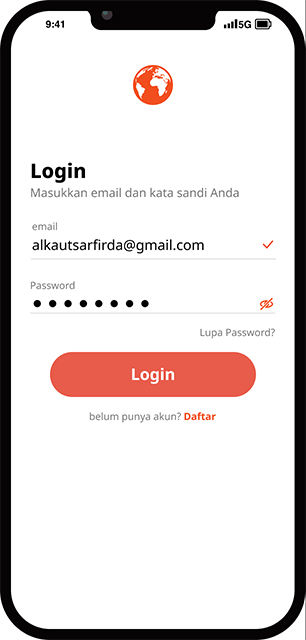 9:41
5G
Login
Masukkan email dan kata sandi Anda
email
alkautsarfirda@gmail.com
Password
Lupa Password?
Login
belum punya akun? Daftar